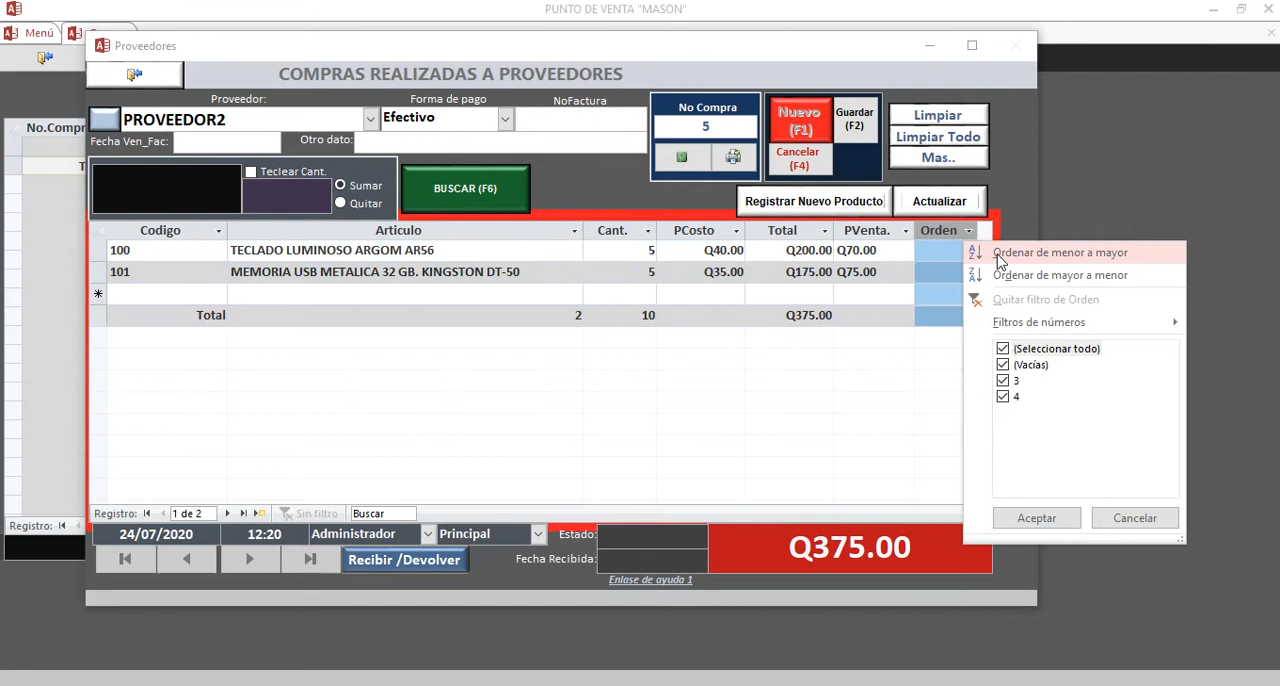 PUNTO DE VENTA "MASON"
Menú
Proveedores
COMPRAS REALIZADAS A PROVEEDORES
Proveedor:
Forma de pago
NoFactura
PROVEEDOR2
Efectivo
Fecha Ven_Fac:
Otro dato:
No Compra
5
Nuevo
(F1)
Guardar
(F2)
Cancelar
(F4)
Limpiar
Limpiar Todo
Mas..
Teclear Cant.
Sumar
Quitar
BUSCAR (F6)
Registrar Nuevo Producto
Actualizar
No.Compr
T
Codigo Articulo Cant. PCosto Total PVenta. Orden
100 TECLADO LUMINOSO ARGOM AR56 5 Q40.00 Q200.00 Q70.00
101 MEMORIA USB METALICA 32 GB. KINGSTON DT-50 5 Q35.00 Q175.00 Q75.00
Total 2 10 Q375.00
Ordenar de menor a mayor
Ordenar de mayor a menor
Quitar filtro de Orden
Filtros de números
(Seleccionar todo)
(Vacías)
3
4
Aceptar Cancelar
Registro: 1 de 2 Sin filtro Buscar
Registro:
24/07/2020 12:20 Administrador Principal Estado:
Q375.00
Recibir /Devolver
Fecha Recibida:
Enlase de ayuda 1